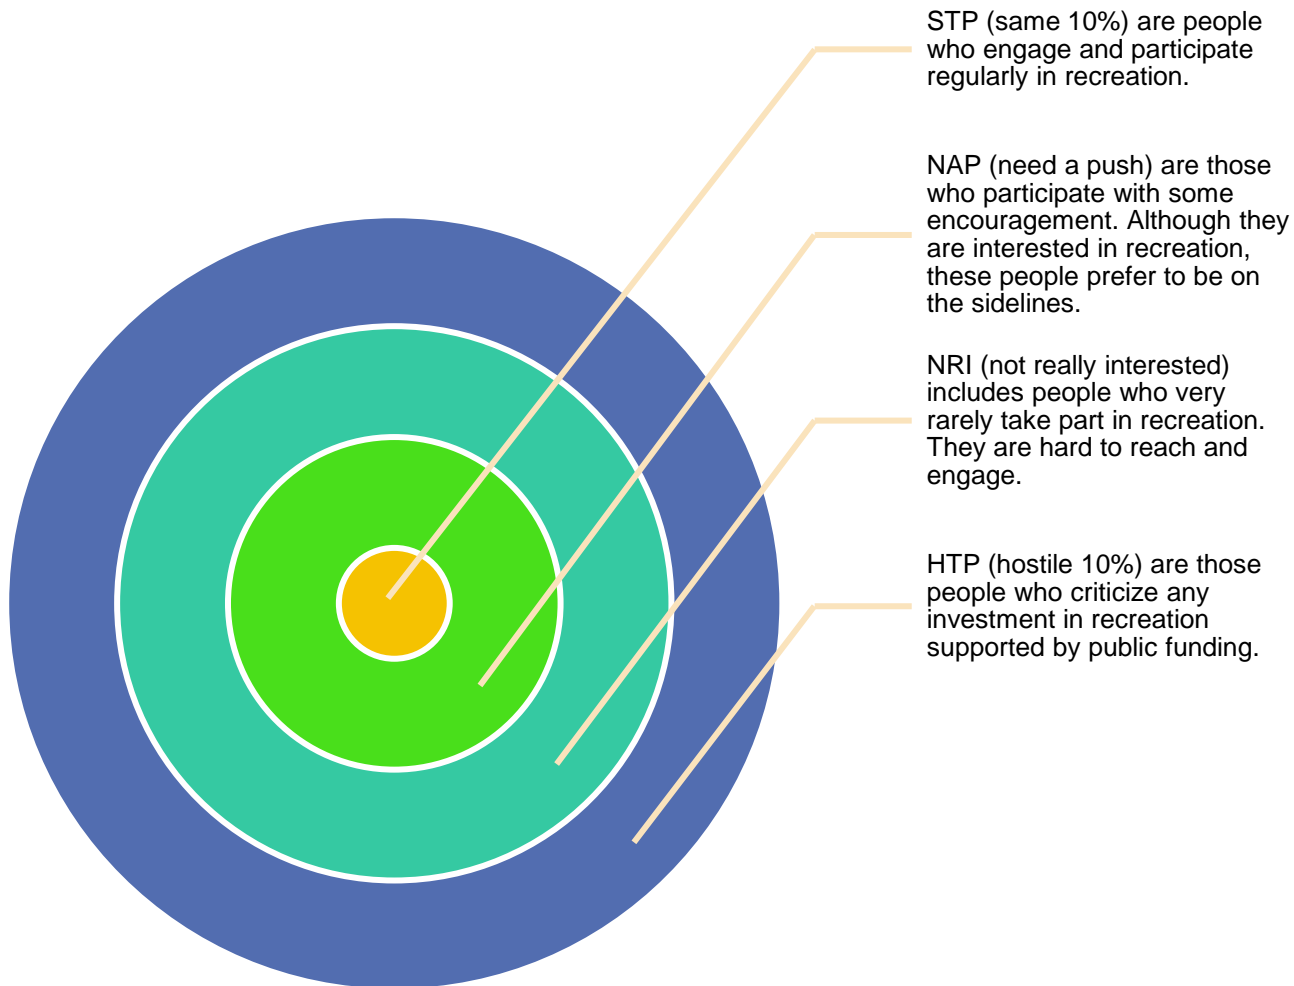 STP (same 10%) are people
who engage and participate
regularly in recreation.
NAP (need a push) are those
who participate with some
encouragement. Although they
are interested in recreation,
these people prefer to be on
the sidelines.
NRI (not really interested)
includes people who very
rarely take part in recreation.
They are hard to reach and
engage.
HTP (hostile 10%) are those
people who criticize any
investment in recreation
supported by public funding.